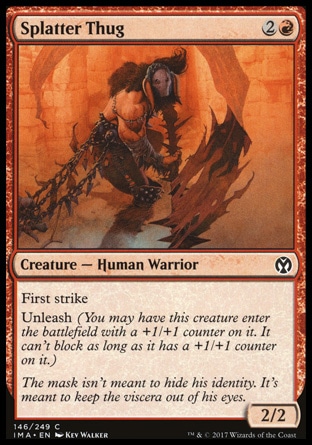 Splatter Thug 2
Creature — Human Warrior
First strike
Unleash (You may have this creature enter
the battlefield with a +1/+1 counter on it. It
can't block as long as it has a +1/+1 counter
on it.)
The mask isn't meant to hide his identity. It's
meant to keep the viscera out of his eyes.
2/2
146/249 C
IMA • EN Kev Walker ™ & © 2017 Wizards of the Coast